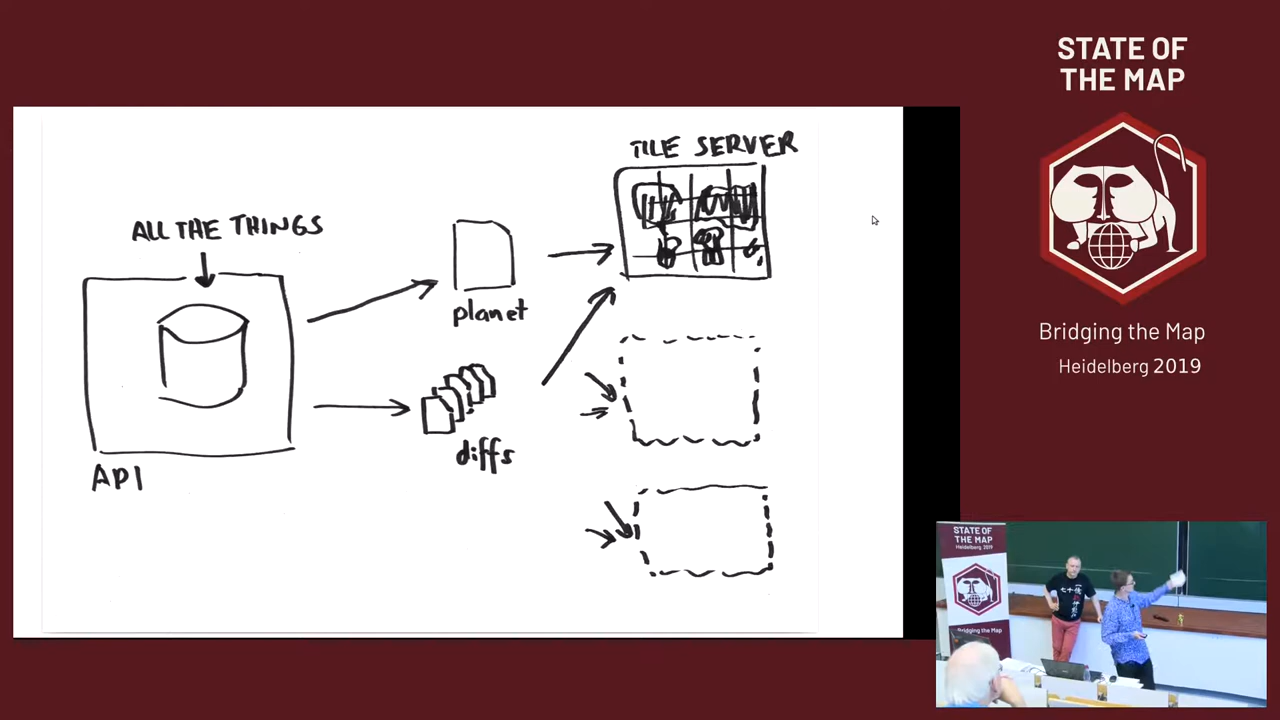 STATE OF
THE MAP
Bridging the Map
Heidelberg 2019
TILE SERVER
ALL THE THINGS
planet
diffs
API
STATE OF
THE MAP
Heidelberg 2019
Bridging the Map